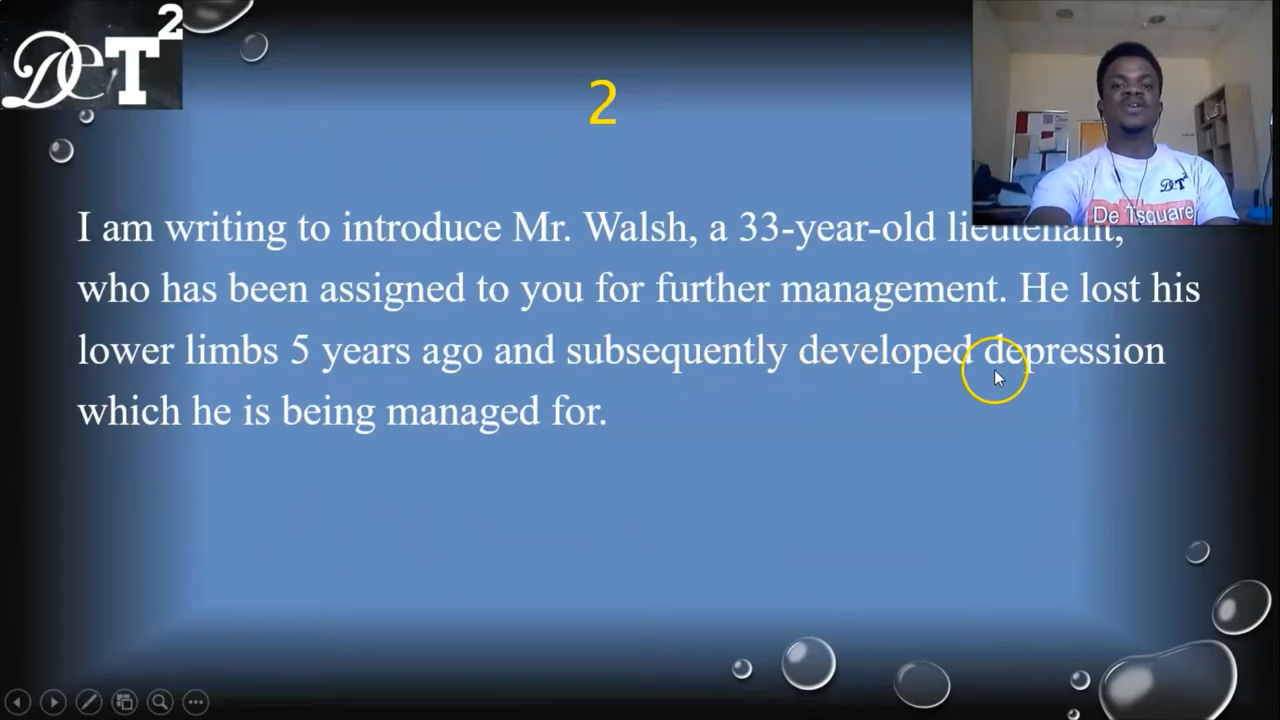 DeT²
2
I am writing to introduce Mr. Walsh, a 33-year-old lieutenant,
who has been assigned to you for further management. He lost his
lower limbs 5 years ago and subsequently developed depression
which he is being managed for.
DeT²
De Tsquare